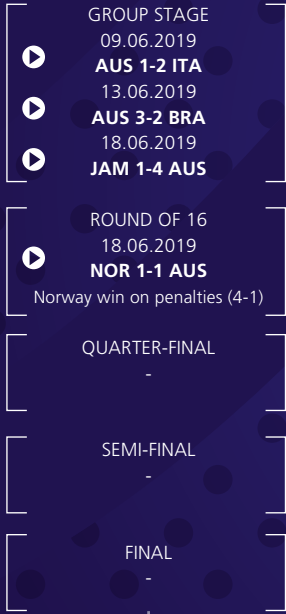 GROUP STAGE
09.06.2019
AUS 1-2 ITA
13.06.2019
AUS 3-2 BRA
18.06.2019
JAM 1-4 AUS
ROUND OF 16
18.06.2019
NOR 1-1 AUS
Norway win on penalties (4-1)
QUARTER-FINAL
-
SEMI-FINAL
-
FINAL
-